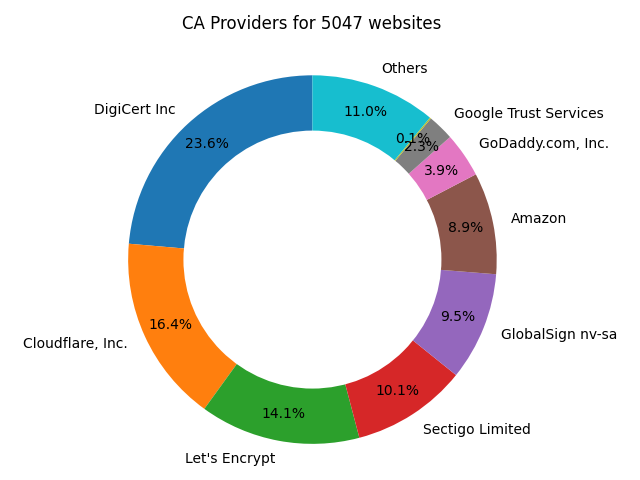 CA Providers for 5047 websites
Others
11.0%
Google Trust Services
0.1%
2.3%
GoDaddy.com, Inc.
3.9%
DigiCert Inc
23.6%
Amazon
8.9%
GlobalSign nv-sa
9.5%
Cloudflare, Inc.
16.4%
Sectigo Limited
10.1%
Let's Encrypt
14.1%